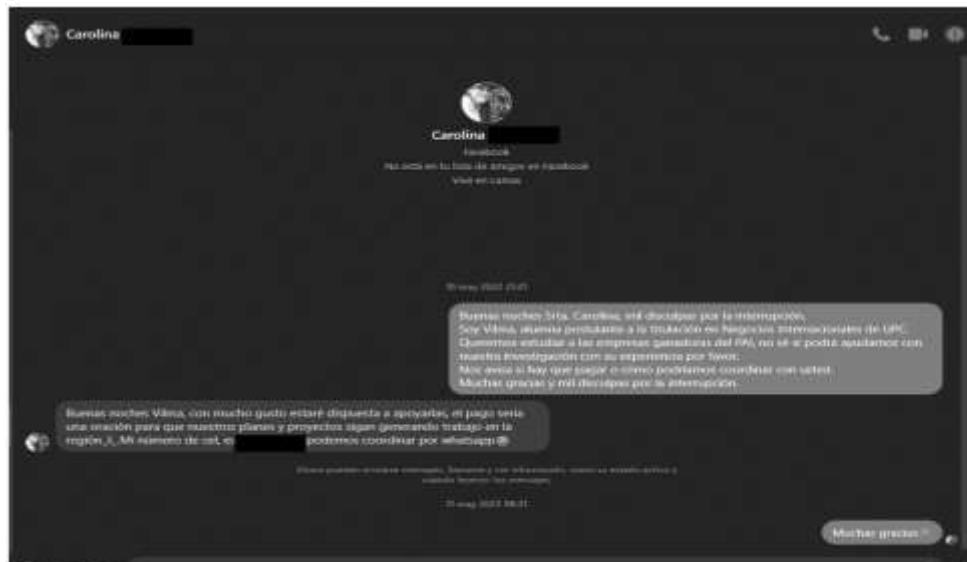 Carolina
Carolina
Facebook
No está en tu lista de amigos en Facebook
Vive en
Buenas noches Srta. Carolina, mil disculpas por la interrupción.
Soy Vilma, alumna postulante a la titulación en Negocios Internacionales de UPC.
Queremos estudiar a las empresas ganadoras del PAI, no sé si podrá ayudarnos con
nuestra investigación con su experiencia por favor.
Nos avisa si hay que pagar o cómo podríamos coordinar con usted.
Muchas gracias y mil disculpas por la interrupción.
Buenas noches Vilma, con mucho gusto estaré dispuesta a apoyarlas, el pago sería
una oración para que nuestros planes y proyectos sigan generando trabajo en la
región Mi número de cel, es podemos coordinar por whatsapp
Muchas gracias